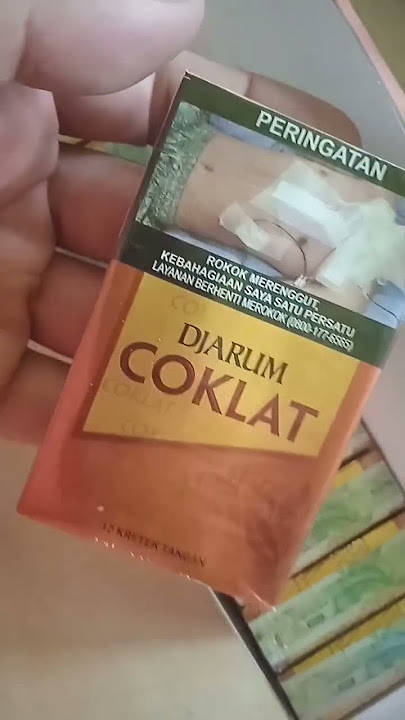 PERINGATAN
ROKOK MERENGGUT,
KEBAHAGIAAN SAYA SATU PERSATU
LAYANAN BERHENTI MEROKOK (0800-177-6565)
DJARUM
COKLAT
12 KRETEK TANGAN